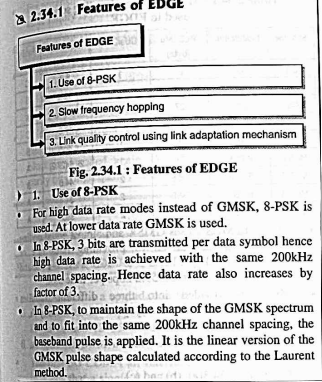 2.34.1 Features of EDGE
Features of EDGE
1. Use of 8-PSK
2. Slow frequency hopping
3. Link quality control using link adaptation mechanism
Fig. 2.34.1 : Features of EDGE
1. Use of 8-PSK
• For high data rate modes instead of GMSK, 8-PSK is
used. At lower data rate GMSK is used.
• In 8-PSK, 3 bits are transmitted per data symbol hence
high data rate is achieved with the same 200kHz
channel spacing. Hence data rate also increases by
factor of 3.
• In 8-PSK, to maintain the shape of the GMSK spectrum
and to fit into the same 200kHz channel spacing, the
baseband pulse is applied. It is the linear version of the
GMSK pulse shape calculated according to the Laurent
method.